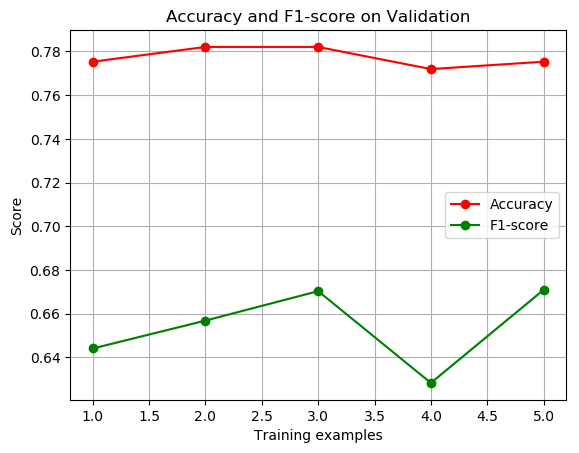 Accuracy and F1-score on Validation
Score
0.78
0.76
0.74
0.72
0.70
0.68
0.66
0.64
Accuracy
F1-score
1.0 1.5 2.0 2.5 3.0 3.5 4.0 4.5 5.0
Training examples